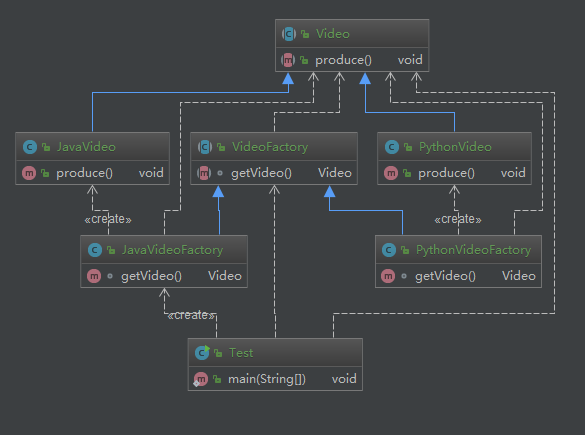 Video
produce() void
JavaVideo
produce() void
VideoFactory
getVideo() Video
PythonVideo
produce() void
«create»
«create»
JavaVideoFactory
getVideo() Video
PythonVideoFactory
getVideo() Video
«create»
Test
main(String[]) void